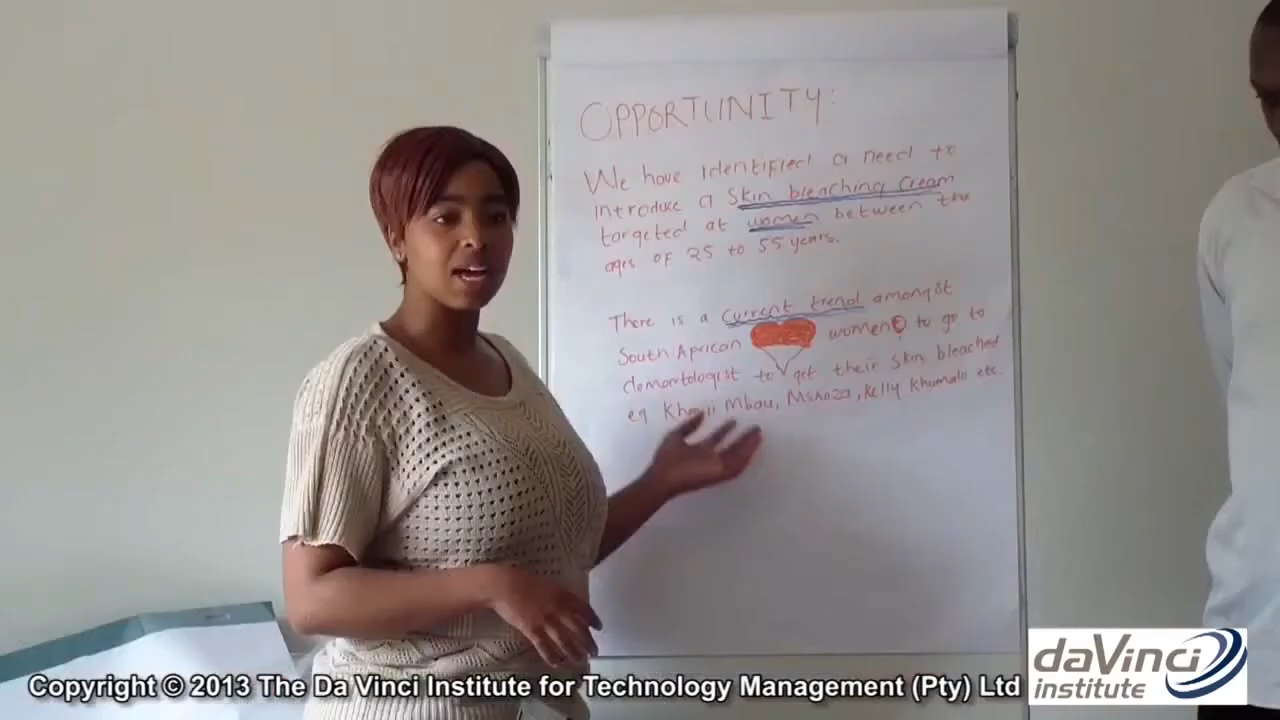 OPPORTUNITY:
We have identified a need to
introduce a Skin bleaching cream
targeted at women between the
ages of 25 to 55 years.
There is a current trend amongst
South African women to go to
demontologist to get their skin bleached
eg Khanji Mbau, Mshoza, Kelly Khumalo etc.
daVinci
institute
Copyright © 2013 The Da Vinci Institute for Technology Management (Pty) Ltd